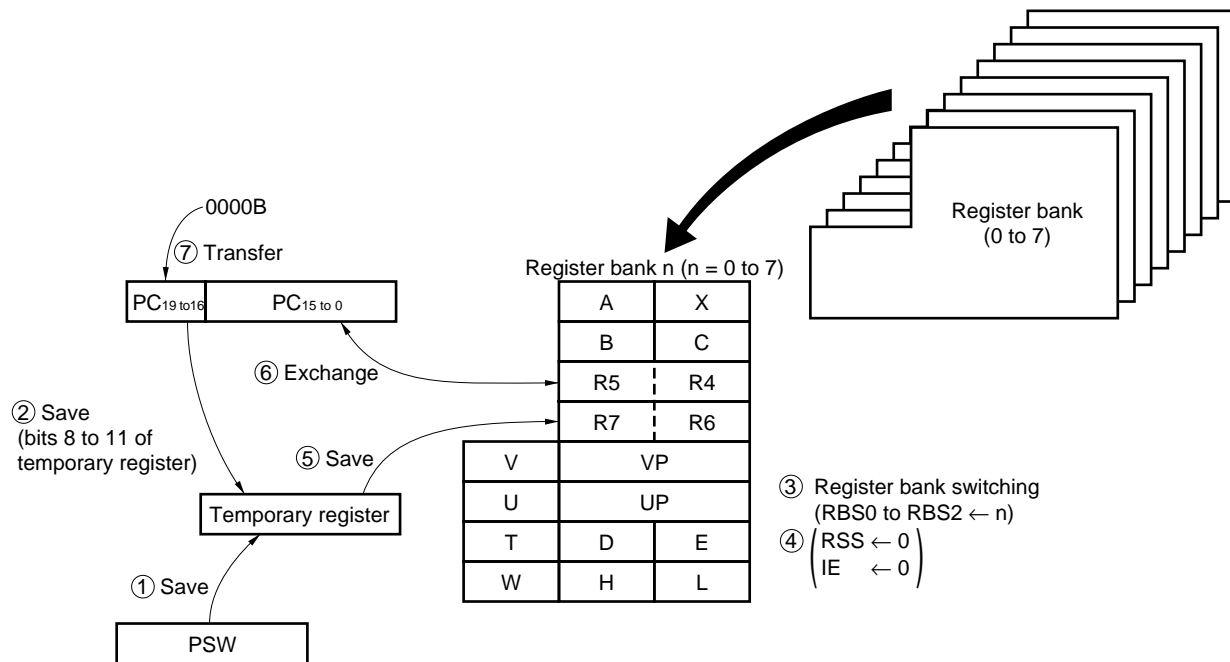 Register bank
(0 to 7)
0000B
⑦ Transfer
Register bank n (n = 0 to 7)
PC19 to16 PC15 to 0
A X
B C
⑥ Exchange
R5 R4
R7 R6
② Save
(bits 8 to 11 of
temporary register)
⑤ Save
V VP
U UP
T D E
W H L
Temporary register
③ Register bank switching
(RBS0 to RBS2 ← n)
④ (RSS ← 0
IE ← 0)
① Save
PSW